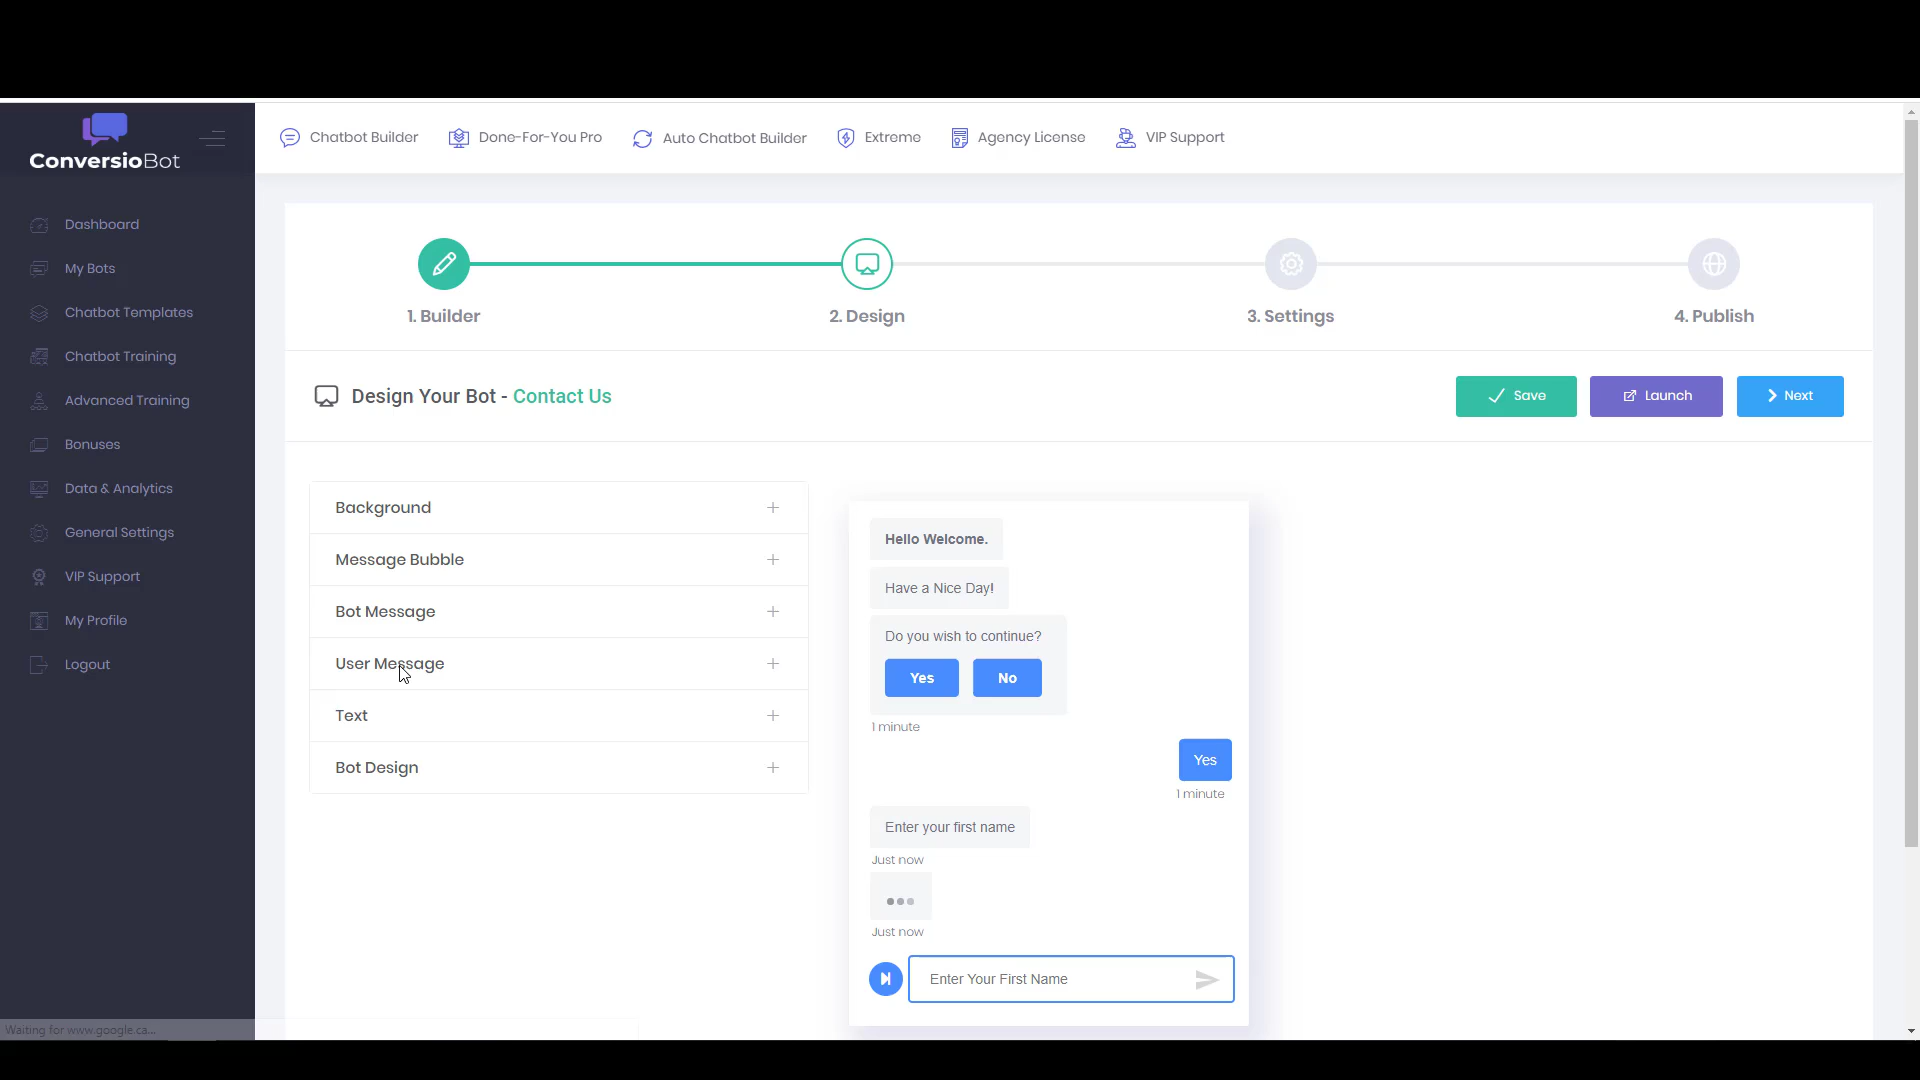 ConversioBot
Chatbot Builder
Done-For-You Pro
Auto Chatbot Builder
Extreme
Agency License
VIP Support
Dashboard
My Bots
Chatbot Templates
Chatbot Training
Advanced Training
Bonuses
Data & Analytics
General Settings
VIP Support
My Profile
Logout
1. Builder
2. Design
3. Settings
4. Publish
Design Your Bot - Contact Us
Save
Launch
Next
Background
Message Bubble
Bot Message
User Message
Text
Bot Design
Hello Welcome.
Have a Nice Day!
Do you wish to continue?
Yes
No
1 minute
Yes
1 minute
Enter your first name
Just now
Just now
Enter Your First Name
Waiting for www.google.ca...